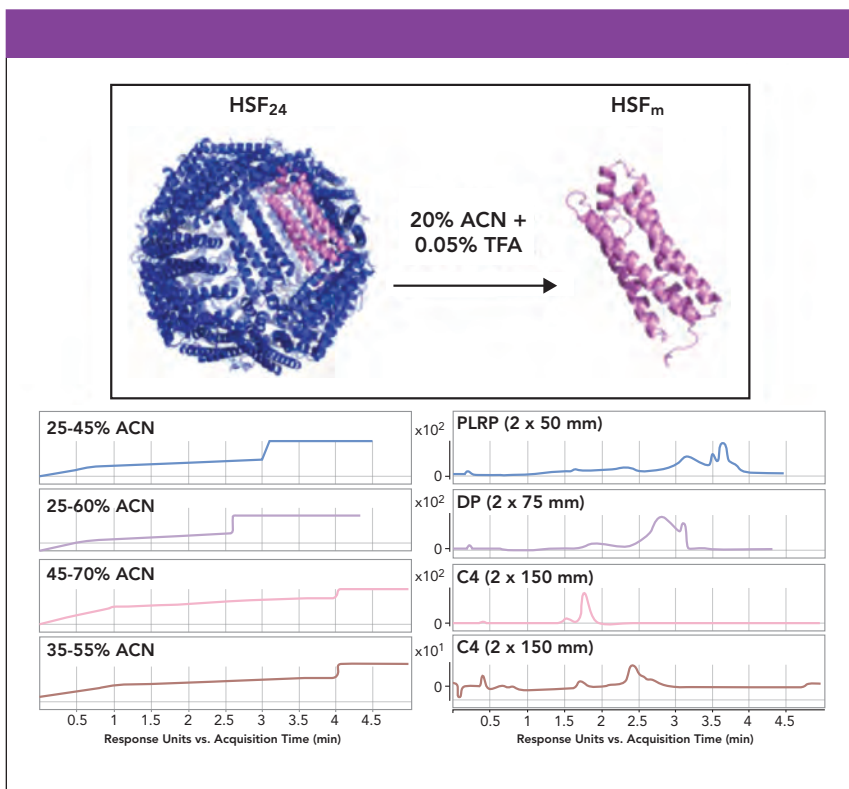 HSF24
HSFm
20% ACN +
0.05% TFA
25-45% ACN
25-60% ACN
45-70% ACN
35-55% ACN
0.5 1 1.5 2 2.5 3 3.5 4 4.5
Response Units vs. Acquisition Time (min)
x102
0
PLRP (2 x 50 mm)
x102
0
DP (2 x 75 mm)
x102
0
C4 (2 x 150 mm)
x101
0
C4 (2 x 150 mm)
0.5 1 1.5 2 2.5 3 3.5 4 4.5
Response Units vs. Acquisition Time (min)